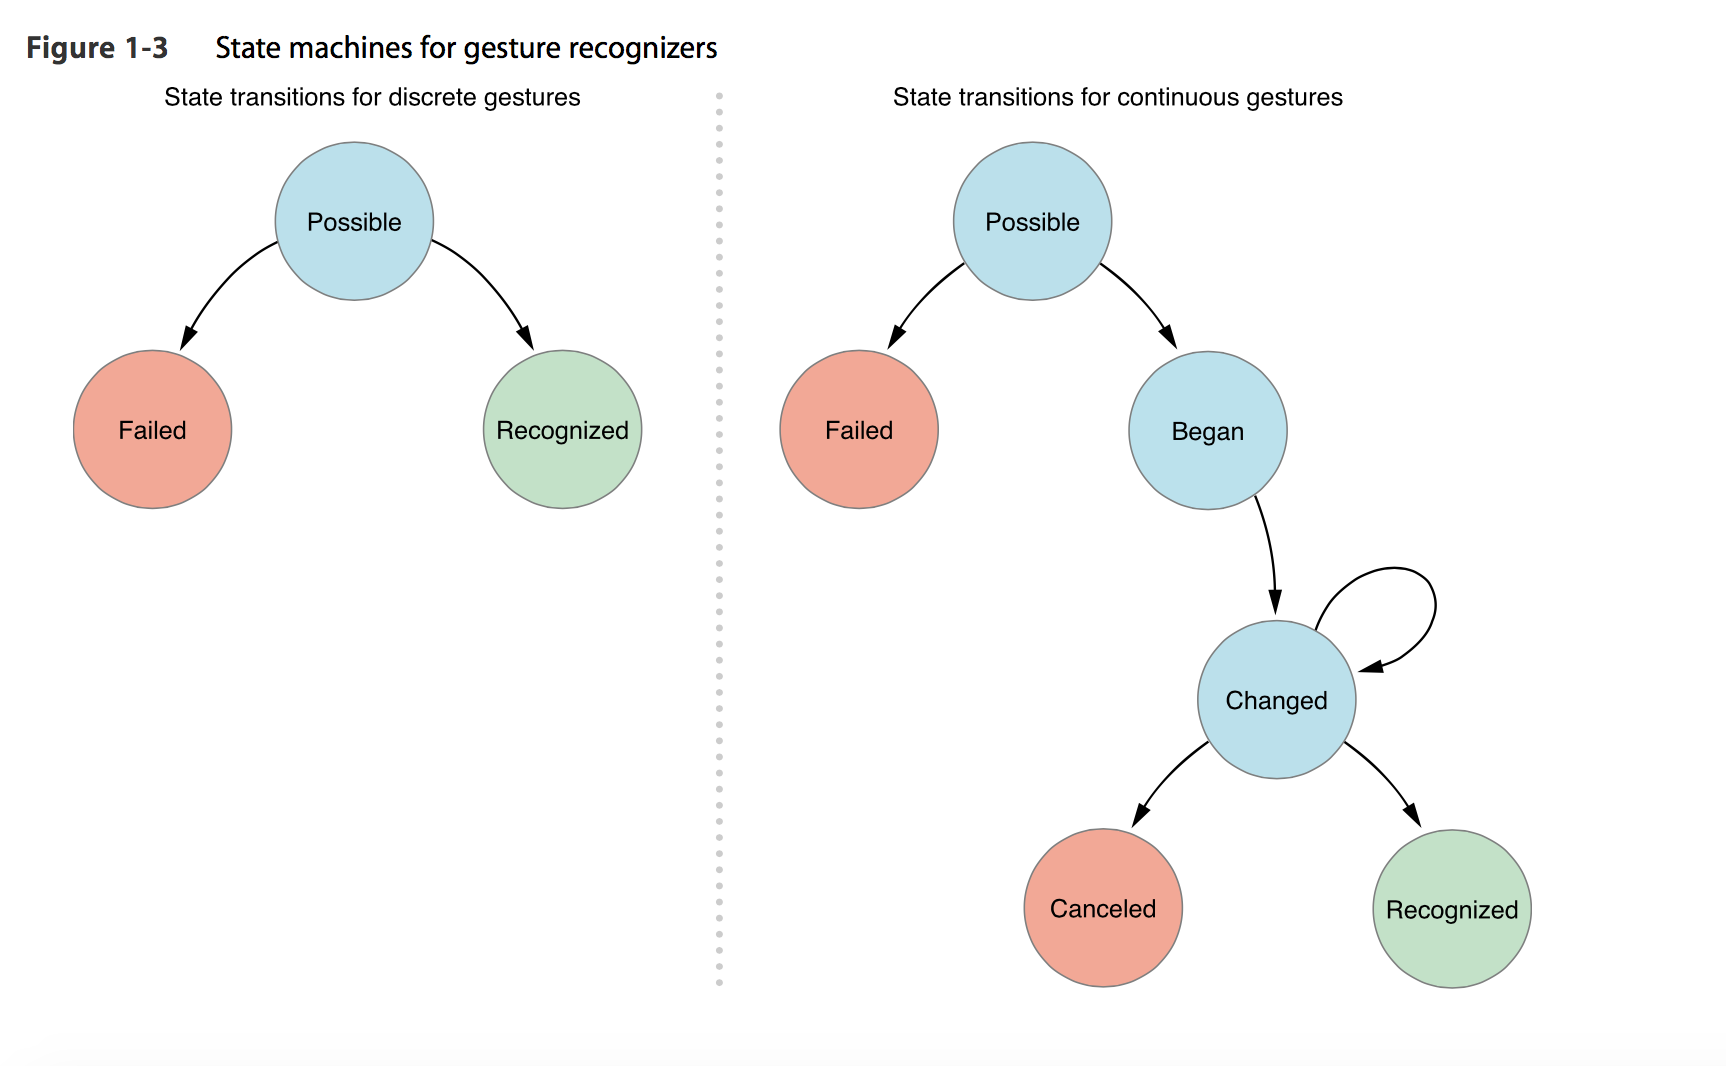 Figure 1-3 State machines for gesture recognizers
State transitions for discrete gestures
Possible
Failed
Recognized
State transitions for continuous gestures
Possible
Failed
Began
Changed
Canceled
Recognized